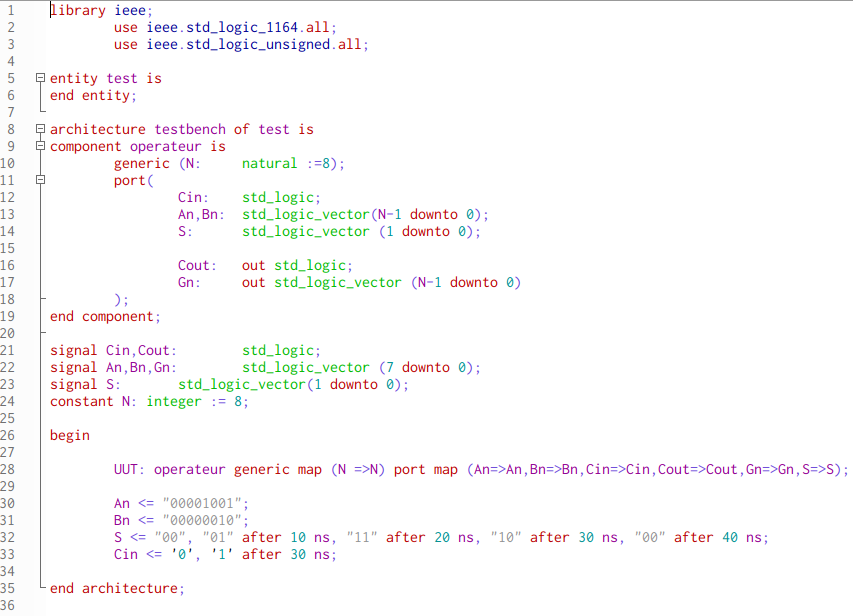 1 library ieee;
2 use ieee.std_logic_1164.all;
3 use ieee.std_logic_unsigned.all;
4
5 entity test is
6 end entity;
7
8 architecture testbench of test is
9 component operateur is
10 generic (N: natural :=8);
11 port(
12 Cin: std_logic;
13 An,Bn: std_logic_vector(N-1 downto 0);
14 S: std_logic_vector (1 downto 0);
15
16 Cout: out std_logic;
17 Gn: out std_logic_vector (N-1 downto 0)
18 );
19 end component;
20
21 signal Cin,Cout: std_logic;
22 signal An,Bn,Gn: std_logic_vector (7 downto 0);
23 signal S: std_logic_vector(1 downto 0);
24 constant N: integer := 8;
25
26 begin
27
28 UUT: operateur generic map (N =>N) port map (An=>An,Bn=>Bn,Cin=>Cin,Cout=>Cout,Gn=>Gn,S=>S);
29
30 An <= "00001001";
31 Bn <= "00000010";
32 S <= "00", "01" after 10 ns, "11" after 20 ns, "10" after 30 ns, "00" after 40 ns;
33 Cin <= '0', '1' after 30 ns;
34
35 end architecture;
36